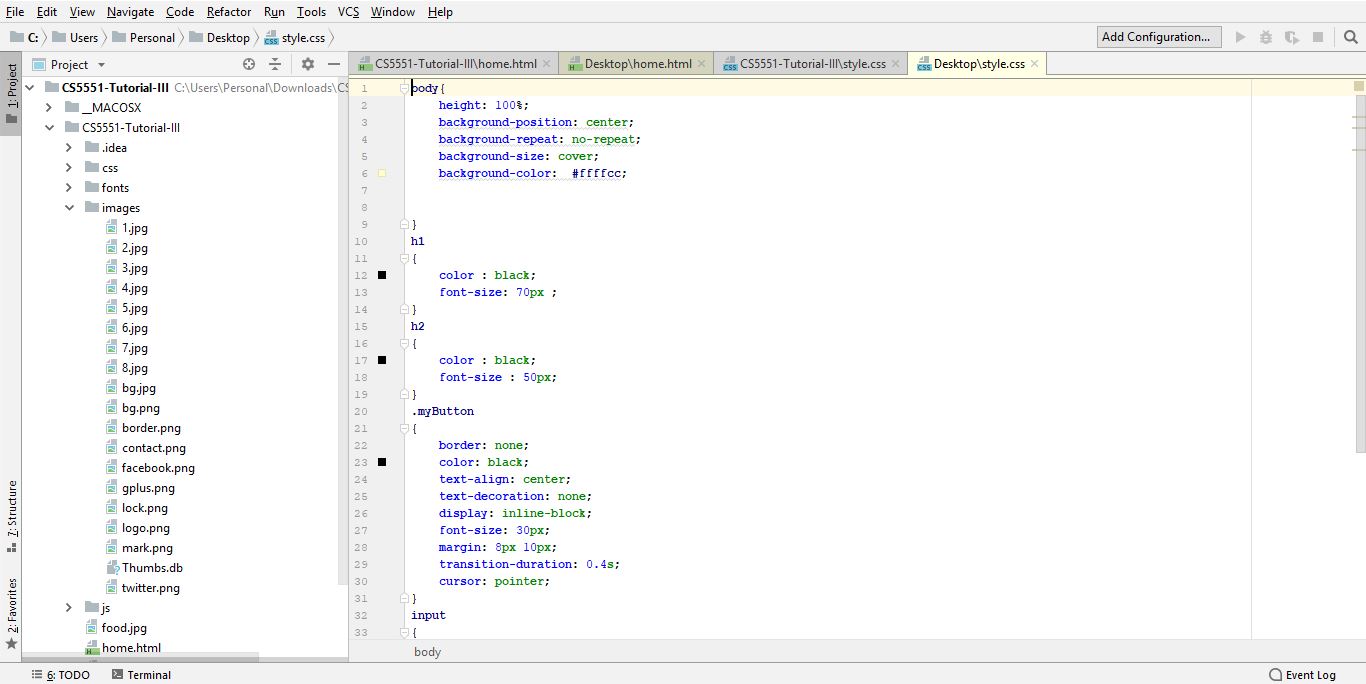 File Edit View Navigate Code Refactor Run Tools VCS Window Help
C: Users Personal Desktop style.css Add Configuration...
Project
CS5551-Tutorial-III\home.html Desktop\home.html CS5551-Tutorial-III\style.css Desktop\style.css
1: Project
7: Structure
2: Favorites
CS5551-Tutorial-III C:\Users\Personal\Downloads\CS
__MACOSX
CS5551-Tutorial-III
.idea
css
fonts
images
1.jpg
2.jpg
3.jpg
4.jpg
5.jpg
6.jpg
7.jpg
8.jpg
bg.jpg
bg.png
border.png
contact.png
facebook.png
gplus.png
lock.png
logo.png
mark.png
Thumbs.db
twitter.png
js
food.jpg
home.html
1 body{
2 height: 100%;
3 background-position: center;
4 background-repeat: no-repeat;
5 background-size: cover;
6 background-color: #ffffcc;
7
8
9 }
10 h1
11 {
12 color : black;
13 font-size: 70px ;
14 }
15 h2
16 {
17 color : black;
18 font-size : 50px;
19 }
20 .myButton
21 {
22 border: none;
23 color: black;
24 text-align: center;
25 text-decoration: none;
26 display: inline-block;
27 font-size: 30px;
28 margin: 8px 10px;
29 transition-duration: 0.4s;
30 cursor: pointer;
31 }
32 input
33 {
body
6: TODO Terminal Event Log